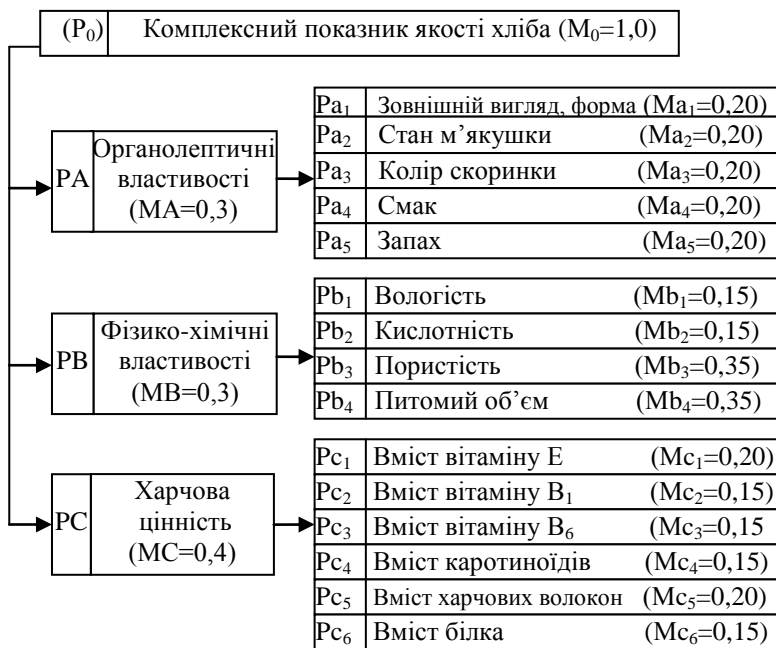 (P₀) Комплексний показник якості хліба (M₀=1,0)
PA Органолептичні
властивості
(MA=0,3)
Pa₁ Зовнішній вигляд, форма (Ma₁=0,20)
Pa₂ Стан м’якушки (Ma₂=0,20)
Pa₃ Колір скоринки (Ma₃=0,20)
Pa₄ Смак (Ma₄=0,20)
Pa₅ Запах (Ma₅=0,20)
PB Фізико-хімічні
властивості
(MB=0,3)
Pb₁ Вологість (Mb₁=0,15)
Pb₂ Кислотність (Mb₂=0,15)
Pb₃ Пористість (Mb₃=0,35)
Pb₄ Питомий об’єм (Mb₄=0,35)
PC Харчова
цінність
(MC=0,4)
Pc₁ Вміст вітаміну Е (Mc₁=0,20)
Pc₂ Вміст вітаміну В₁ (Mc₂=0,15)
Pc₃ Вміст вітаміну В₆ (Mc₃=0,15
Pc₄ Вміст каротиноїдів (Mc₄=0,15)
Pc₅ Вміст харчових волокон (Mc₅=0,20)
Pc₆ Вміст білка (Mc₆=0,15)